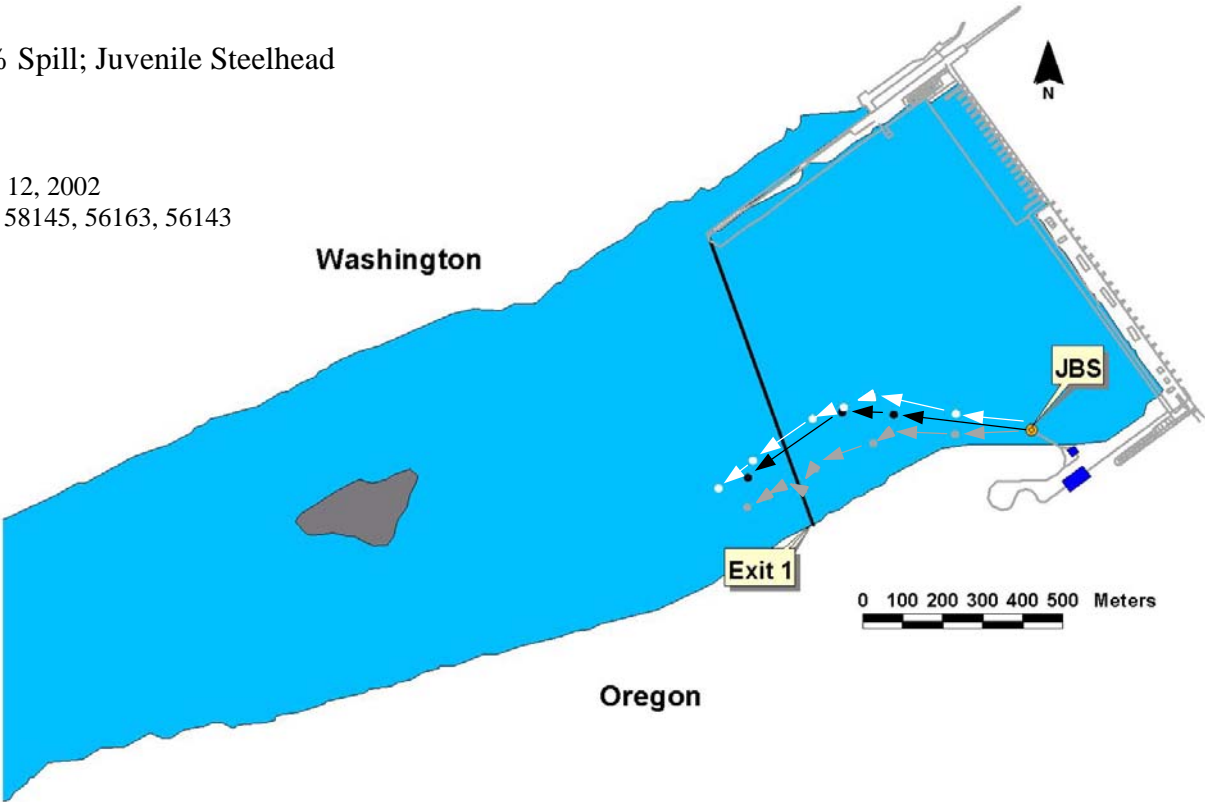 % Spill; Juvenile Steelhead
12, 2002
58145, 56163, 56143
N
Washington
JBS
Exit 1
0 100 200 300 400 500 Meters
Oregon